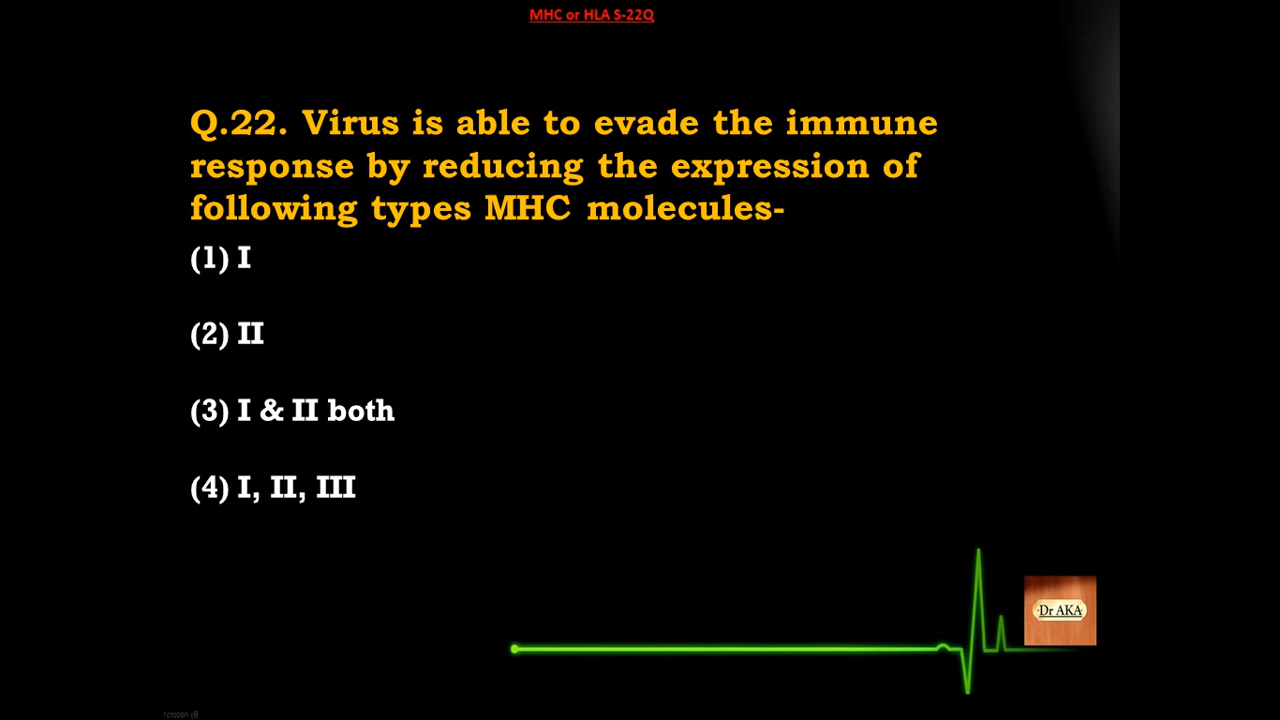 MHC or HLA S-22Q
Q.22. Virus is able to evade the immune
response by reducing the expression of
following types MHC molecules-
(1) I
(2) II
(3) I & II both
(4) I, II, III
Dr AKA